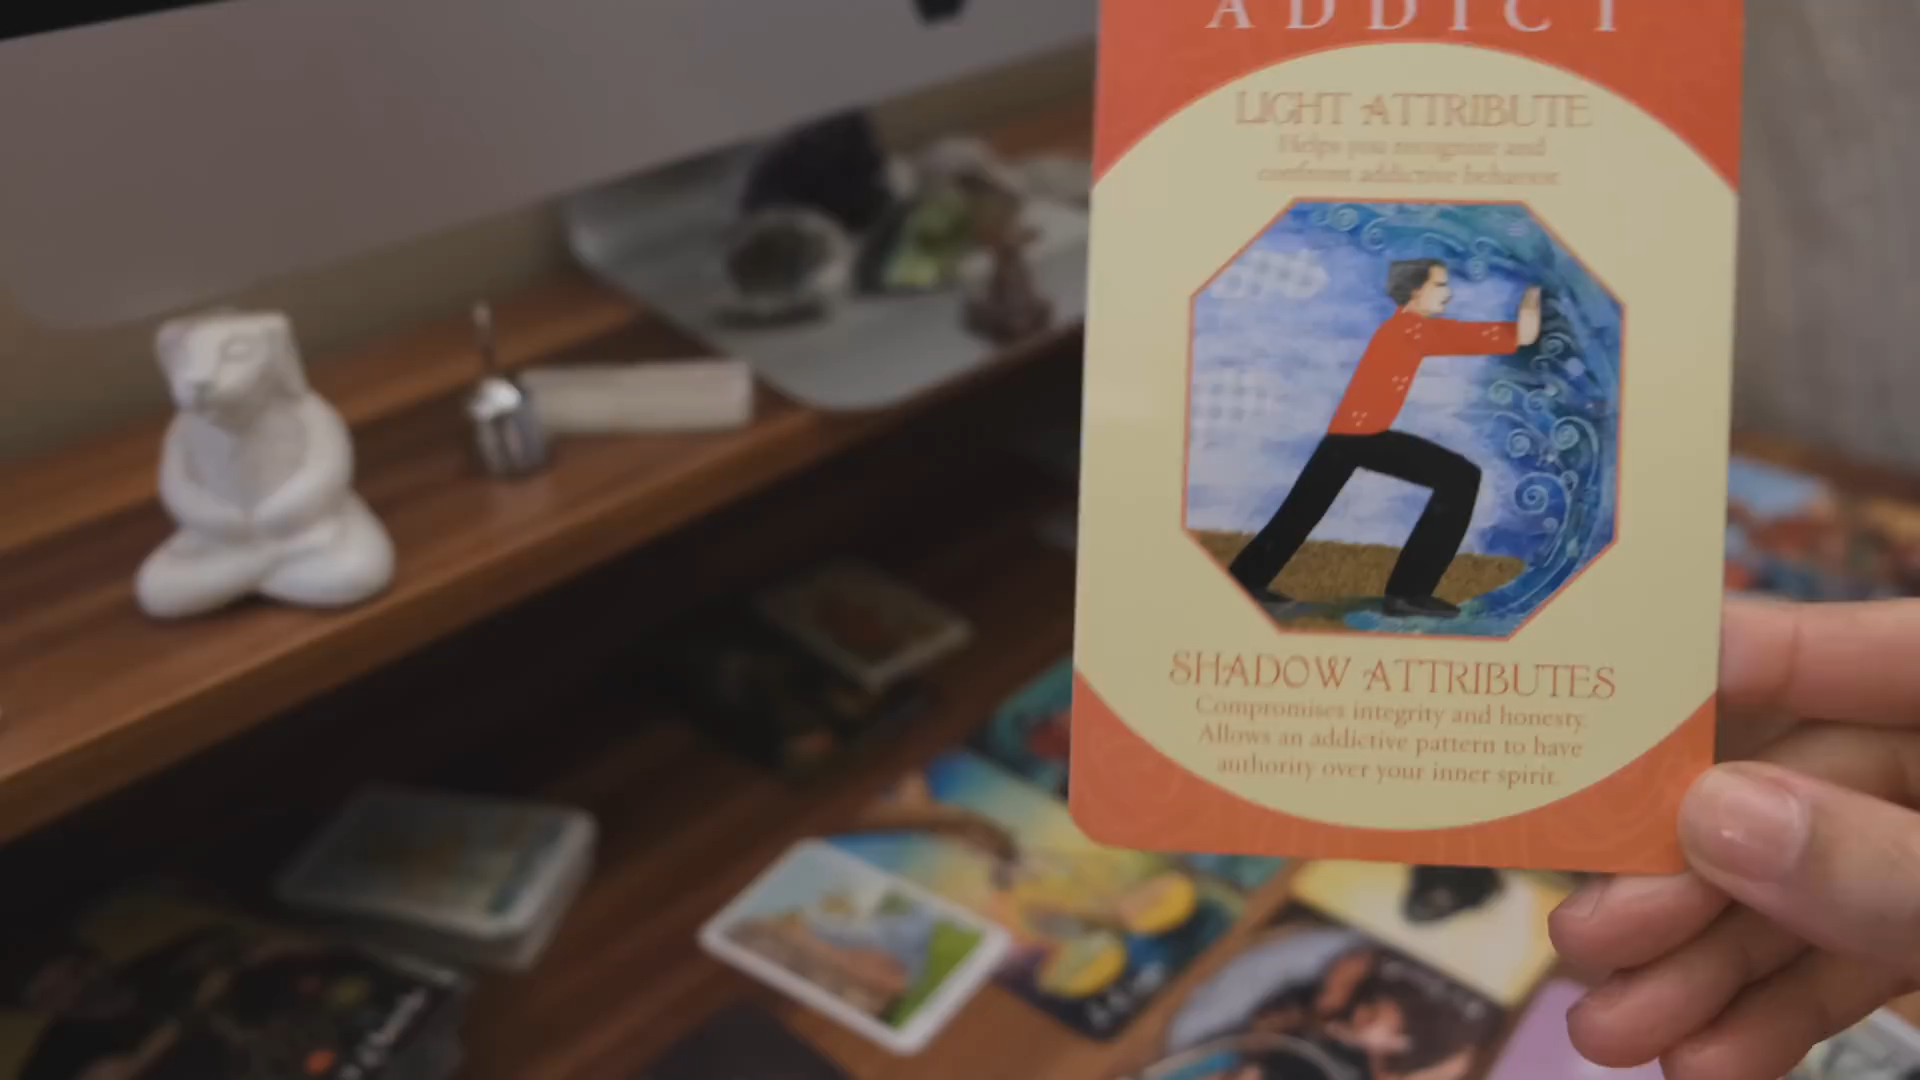 ADDICT
LIGHT ATTRIBUTE
Helps you recognize and
confront addictive behavior.
SHADOW ATTRIBUTES
Compromises integrity and honesty.
Allows an addictive pattern to have
authority over your inner spirit.